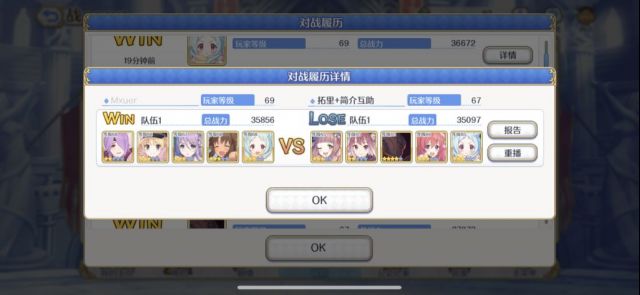 对战履历
WIN
玩家等级 69 总战力 36672
19分钟前
详情
对战履历详情
Mxuer 玩家等级 69
拓里+简介互助 玩家等级 67
WIN 队伍1 总战力 35856
VS
LOSE 队伍1 总战力 35097
报告
重播
OK
WIN
OK